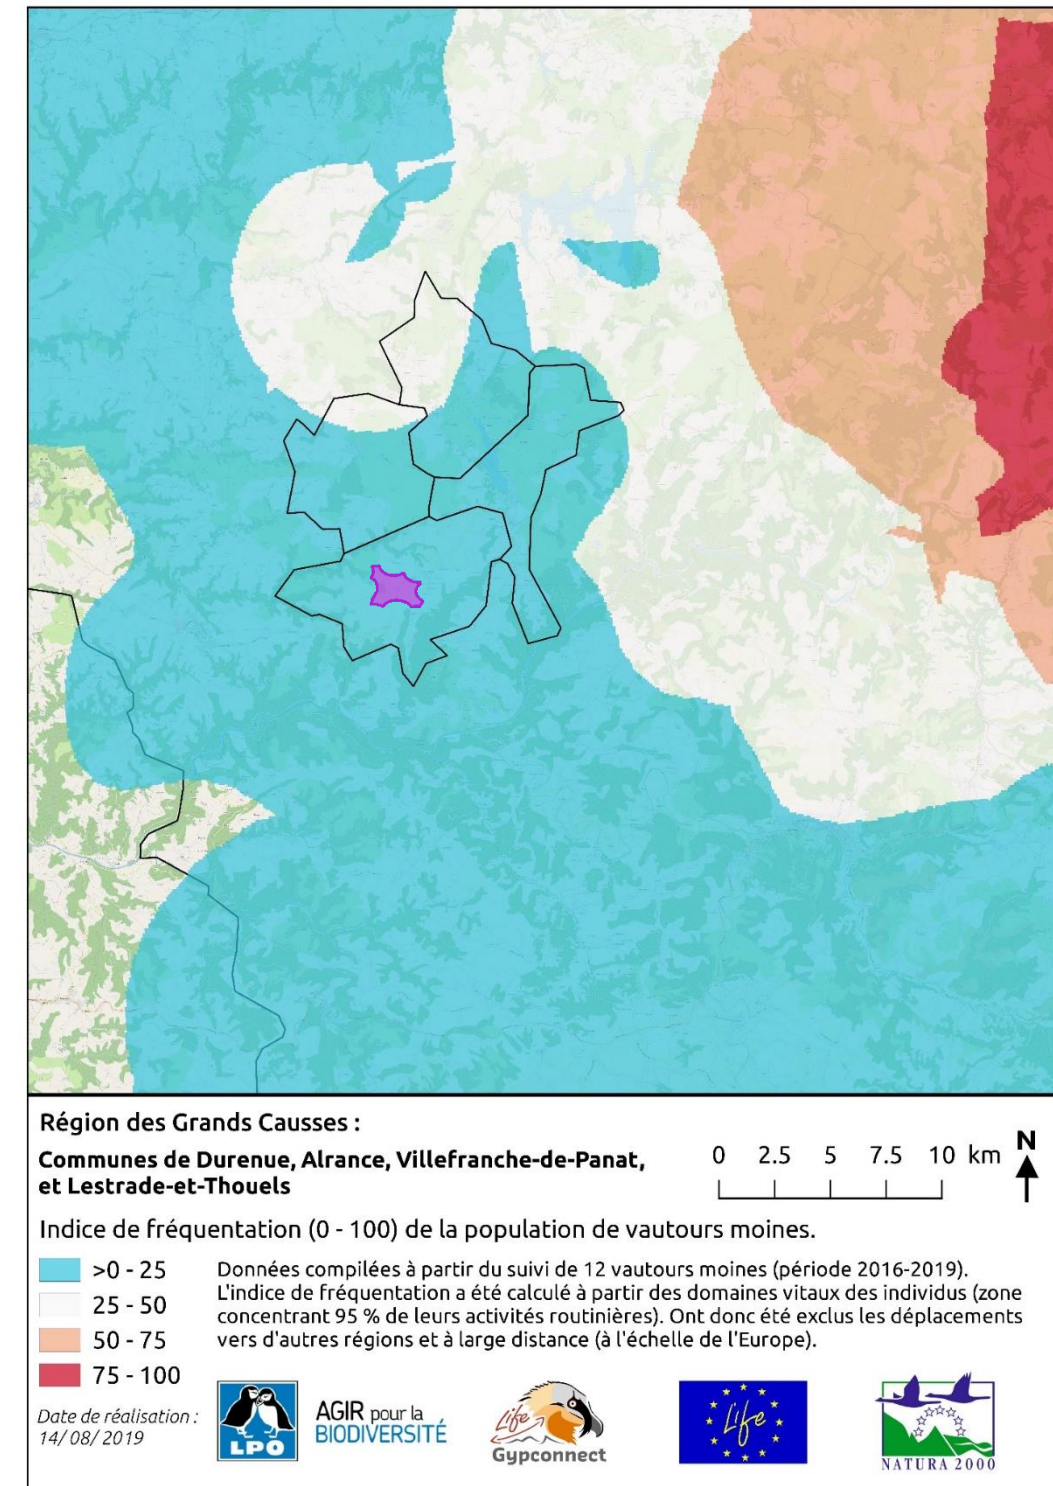 Région des Grands Causses :
Communes de Durenue, Alrance, Villefranche-de-Panat,
et Lestrade-et-Thouels
0 2.5 5 7.5 10 km
N
Indice de fréquentation (0 - 100) de la population de vautours moines.
>0 - 25
25 - 50
50 - 75
75 - 100
Données compilées à partir du suivi de 12 vautours moines (période 2016-2019).
L'indice de fréquentation a été calculé à partir des domaines vitaux des individus (zone
concentrant 95 % de leurs activités routinières). Ont donc été exclus les déplacements
vers d'autres régions et à large distance (à l'échelle de l'Europe).
Date de réalisation :
14/ 08/ 2019
LPO
AGIR pour la
BIODIVERSITÉ
Life
Gypconnect
Life
NATURA 2000